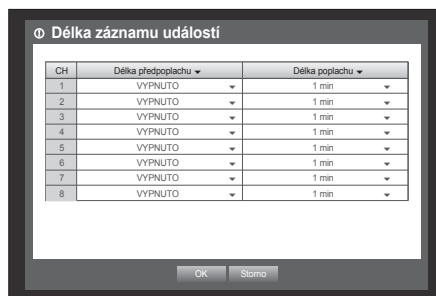 Délka záznamu událostí
CH Délka předpoplachu Délka poplachu
1 VYPNUTO 1 min
2 VYPNUTO 1 min
3 VYPNUTO 1 min
4 VYPNUTO 1 min
5 VYPNUTO 1 min
6 VYPNUTO 1 min
7 VYPNUTO 1 min
8 VYPNUTO 1 min
OK Storno